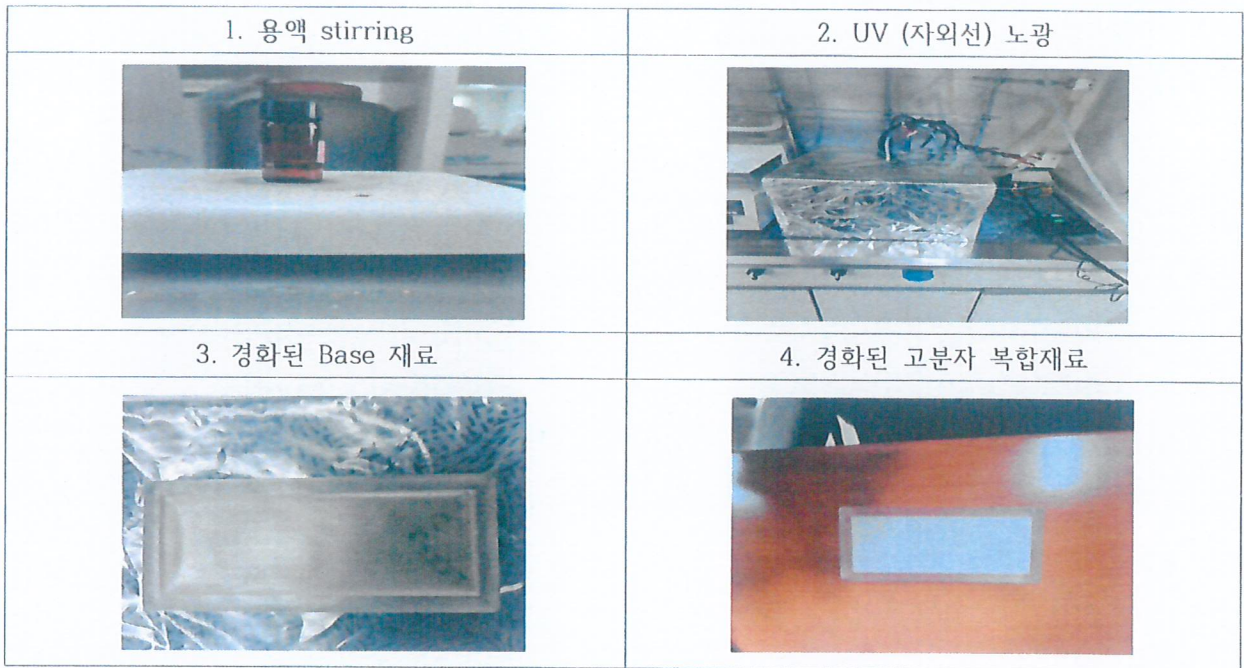 1. 용액 stirring
2. UV (자외선) 노광
3. 경화된 Base 재료
4. 경화된 고분자 복합재료